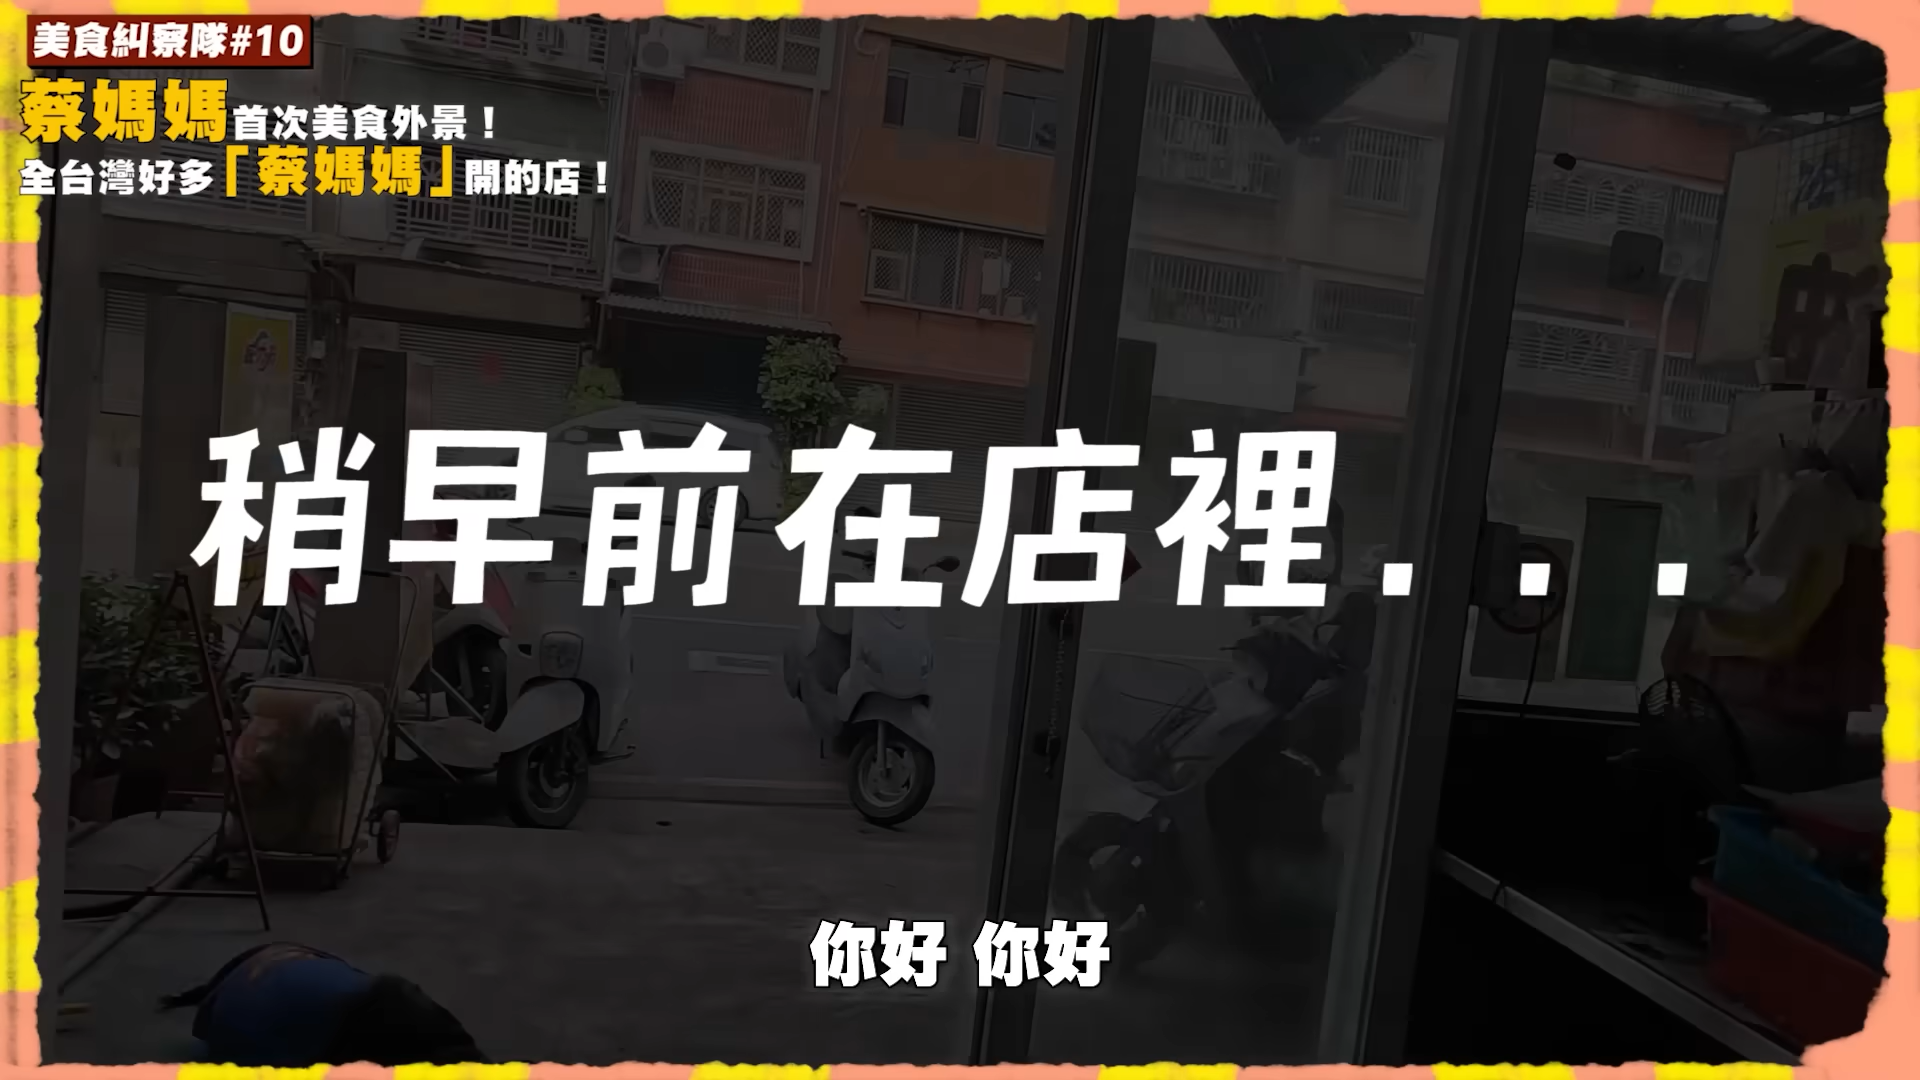 美食糾察隊#10
蔡媽媽首次美食外景！
全台灣好多「蔡媽媽」開的店！
稍早前在店裡...
你好 你好